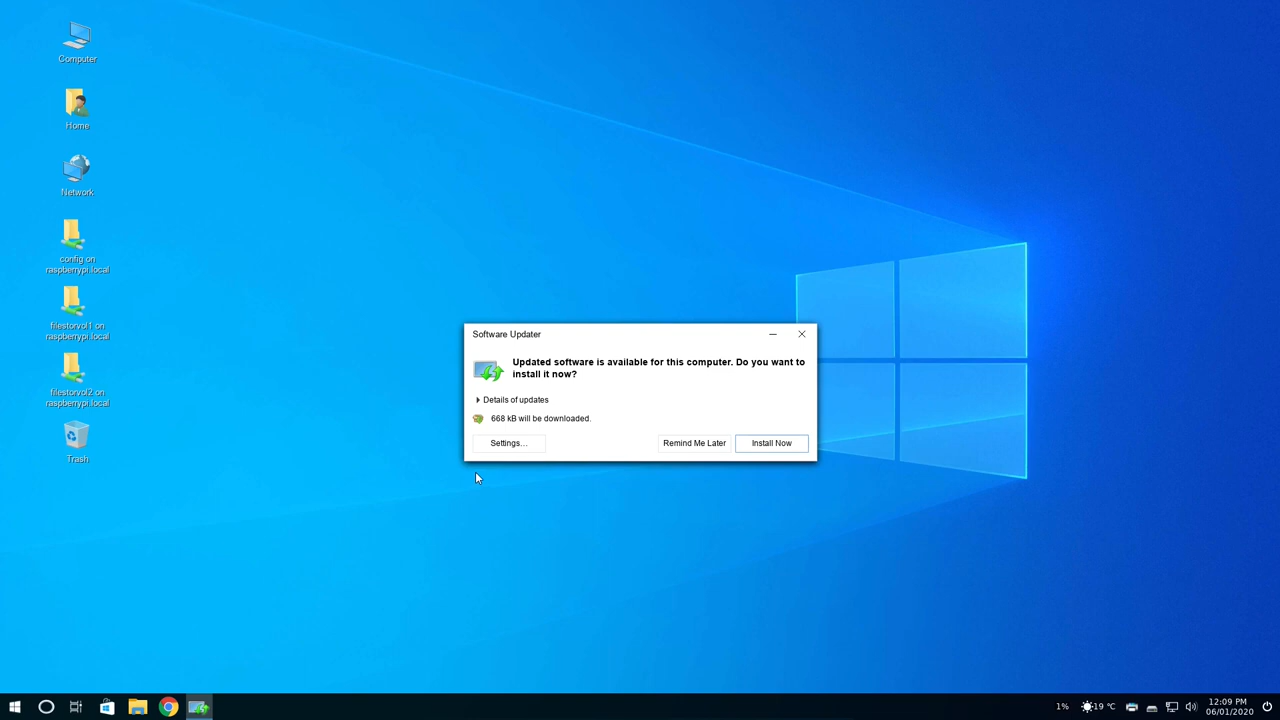 Computer
Home
Network
config on
raspberrypi.local
filestorvol1 on
raspberrypi.local
filestorvol2 on
raspberrypi.local
Trash
Software Updater
Updated software is available for this computer. Do you want to
install it now?
Details of updates
668 kB will be downloaded.
Settings…
Remind Me Later
Install Now
1%
19 °C
12:09 PM
06/01/2020